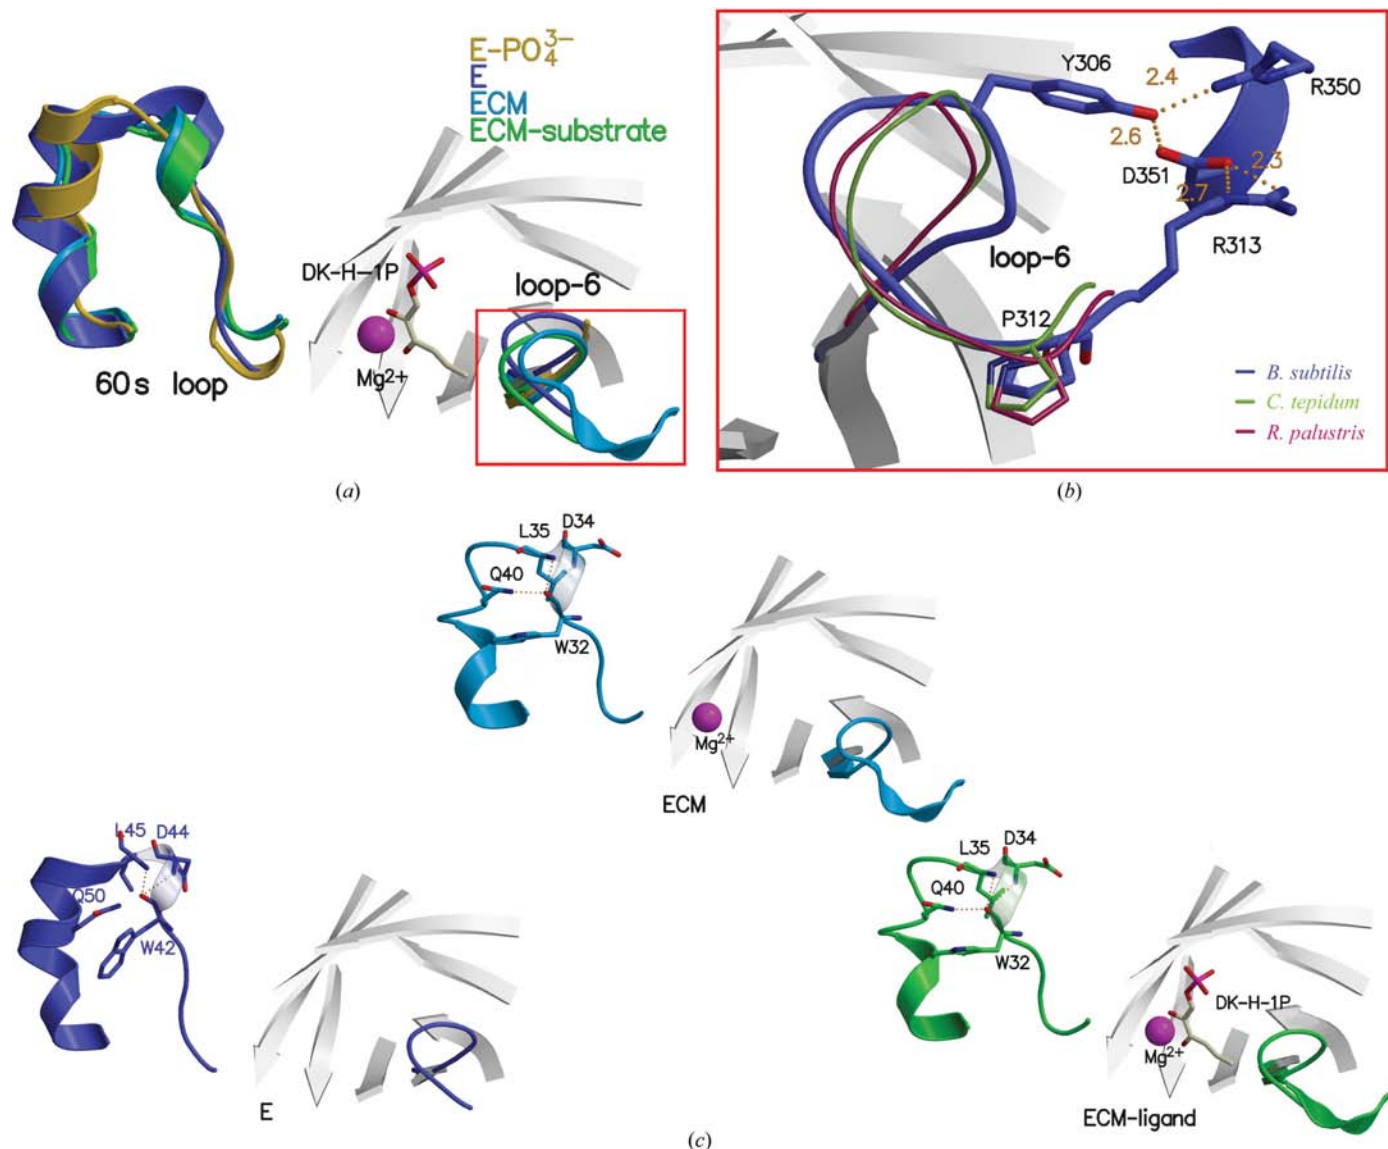 E-PO₄³⁻
E
ECM
ECM-substrate
DK-H-1P
loop-6
60s loop
Mg2+
(a)
Y306
2.4
R350
2.6
D351
2.3
2.7
R313
loop-6
P312
B. subtilis
C. tepidum
R. palustris
(b)
L35 D34
Q40
W32
Mg²⁺
ECM
L45 D44
Q50
W42
E
L35 D34
Q40
W32
DK-H-1P
Mg²⁺
ECM-ligand
(c)